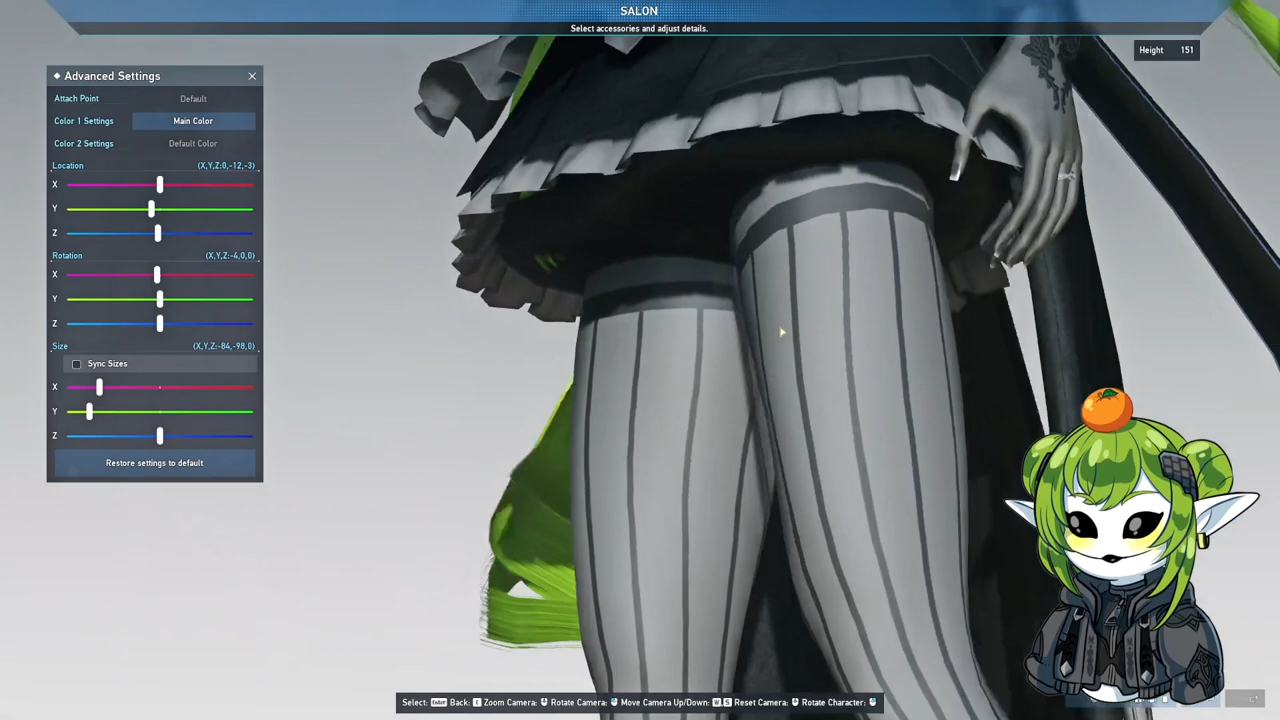 SALON
Select accessories and adjust details.
Height 151
Advanced Settings
Attach Point Default
Color 1 Settings Main Color
Color 2 Settings Default Color
Location (X,Y,Z:0,-12,-3)
X
Y
Z
Rotation (X,Y,Z:-4,0,0)
X
Y
Z
Size (X,Y,Z:-84,-98,0)
Sync Sizes
X
Y
Z
Restore settings to default
Select: Enter Back: Zoom Camera: Rotate Camera: Move Camera Up/Down: W,S Reset Camera: Rotate Character: